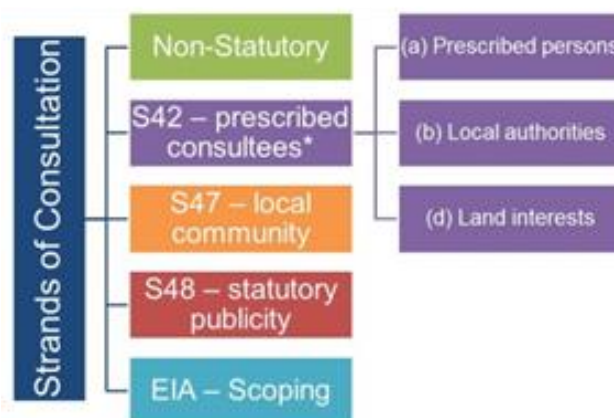 Strands of Consultation
Non-Statutory
S42 – prescribed
consultees*
(a) Prescribed persons
(b) Local authorities
(d) Land interests
S47 – local
community
S48 – statutory
publicity
EIA – Scoping